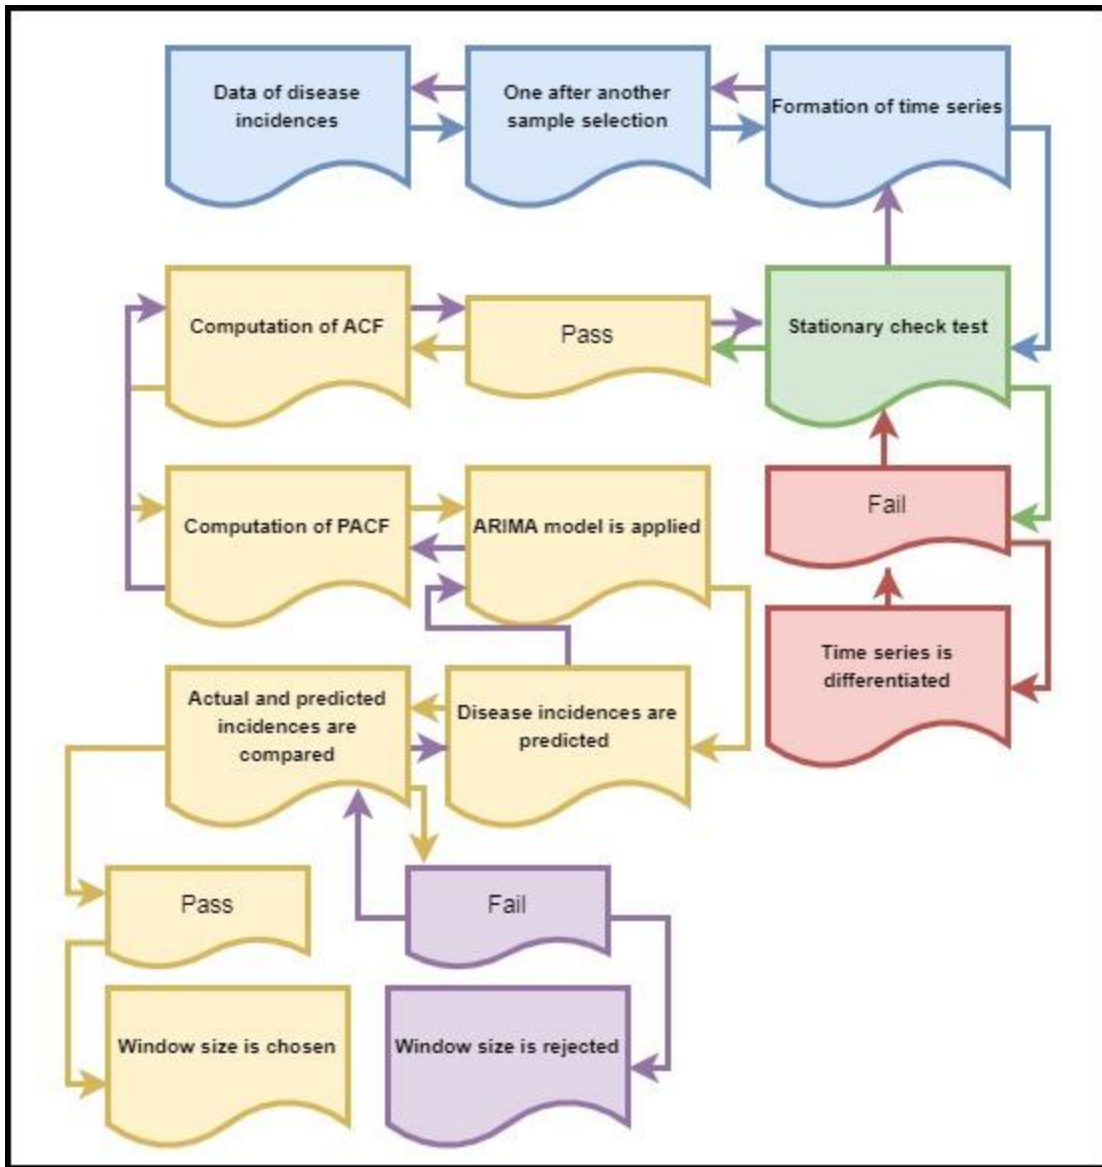 Data of disease
incidences
One after another
sample selection
Formation of time series
Computation of ACF
Pass
Stationary check test
Computation of PACF
ARIMA model is applied
Fail
Time series is
differentiated
Actual and predicted
incidences are
compared
Disease incidences are
predicted
Pass
Fail
Window size is chosen
Window size is rejected